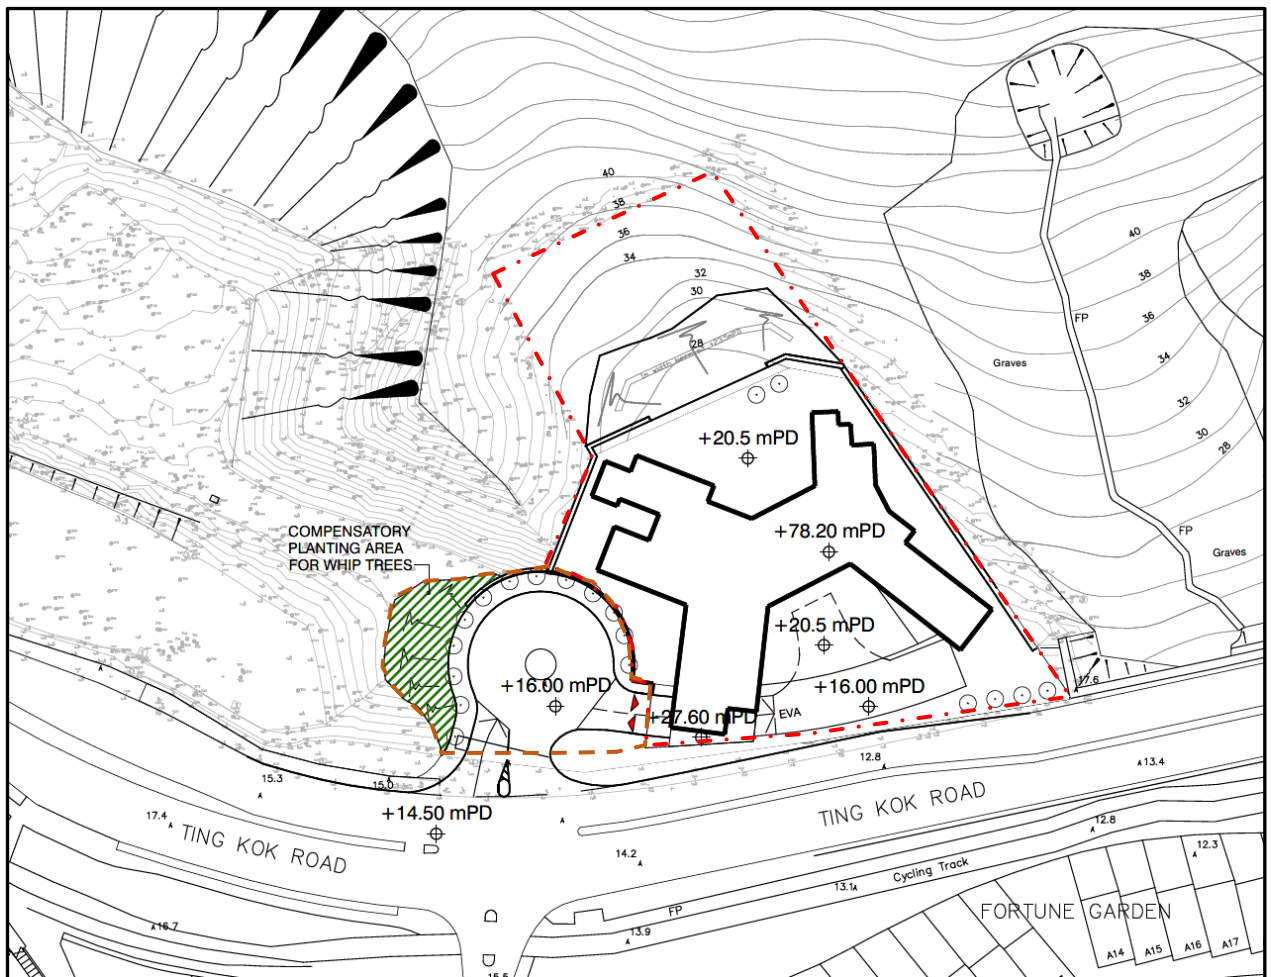 40
38
36
34
32
30
28
40
38
36
34
32
30
28
FP
Graves
FP
Graves
+20.5 mPD
+78.20 mPD
COMPENSATORY
PLANTING AREA
FOR WHIP TREES
+20.5 mPD
+16.00 mPD
+16.00 mPD
17.6
+27.60 mPD
EVA
15.3
15.0
12.8
13.4
+14.50 mPD
17.4
TING KOK ROAD
TING KOK ROAD
14.2
12.8
12.3
13.1
Cycling Track
FP
FORTUNE GARDEN
16.7
13.9
A14
A15
A16
A17
15.5